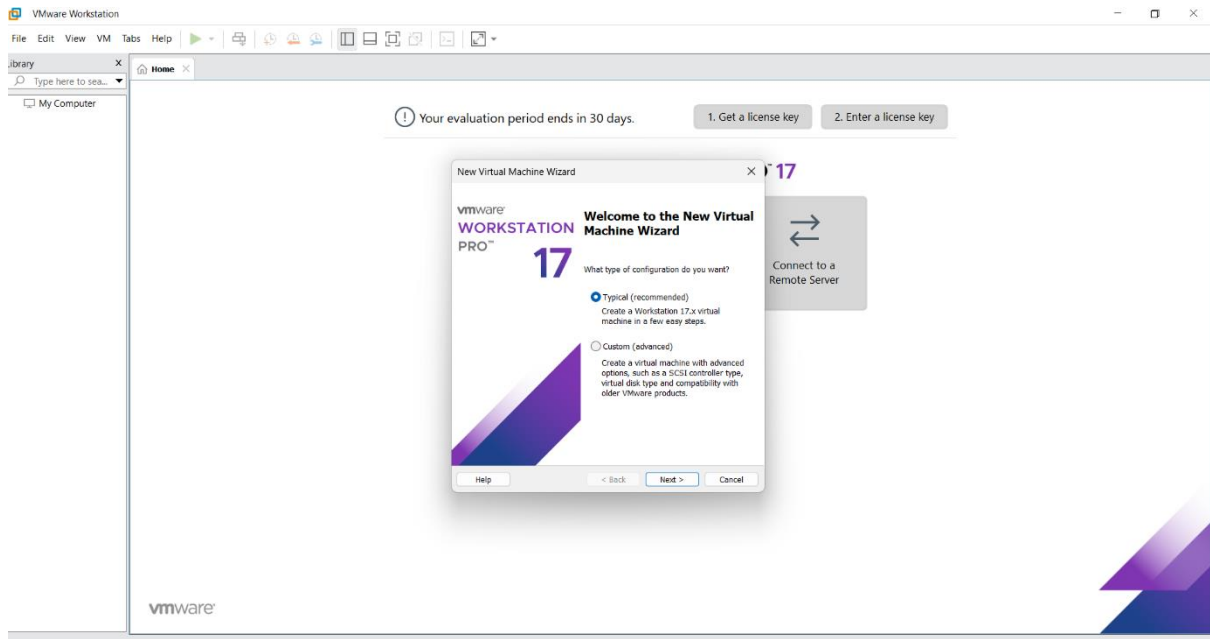 VMware Workstation
File Edit View VM Tabs Help
Library X
Type here to sea...
My Computer
Home
Your evaluation period ends in 30 days.
1. Get a license key
2. Enter a license key
17
Connect to a
Remote Server
New Virtual Machine Wizard
vmware
WORKSTATION
PRO™
17
Welcome to the New Virtual
Machine Wizard
What type of configuration do you want?
Typical (recommended)
Create a Workstation 17.x virtual
machine in a few easy steps.
Custom (advanced)
Create a virtual machine with advanced
options, such as a SCSI controller type,
virtual disk type and compatibility with
older VMware products.
Help
< Back
Next >
Cancel
vmware